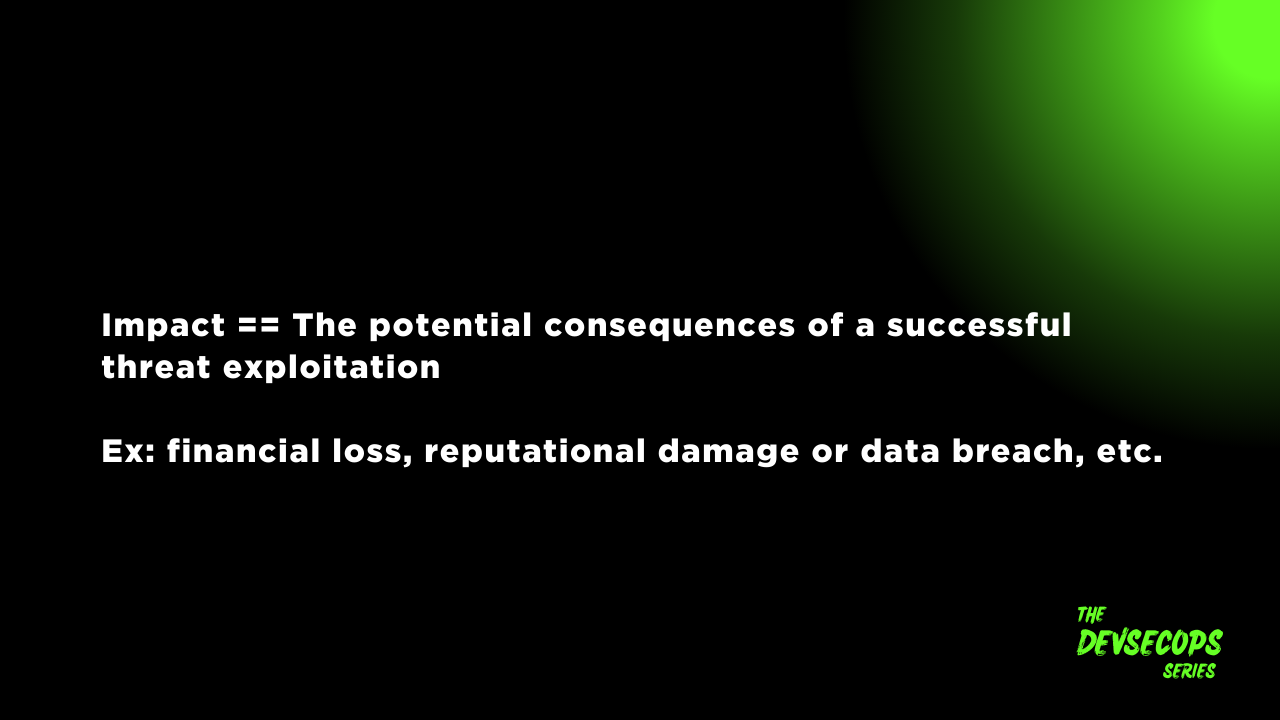 Impact == The potential consequences of a successful
threat exploitation
Ex: financial loss, reputational damage or data breach, etc.
THE
DEVSECOPS
SERIES